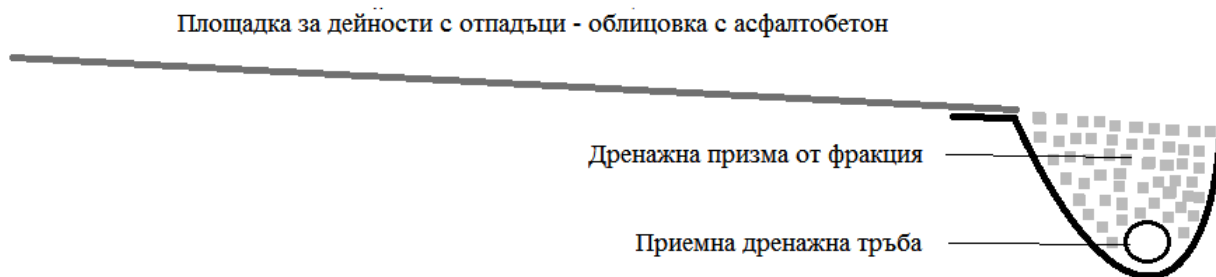 Площадка за дейности с отпадъци - облицовка с асфалтобетон
Дренажна призма от фракция
Приемна дренажна тръба